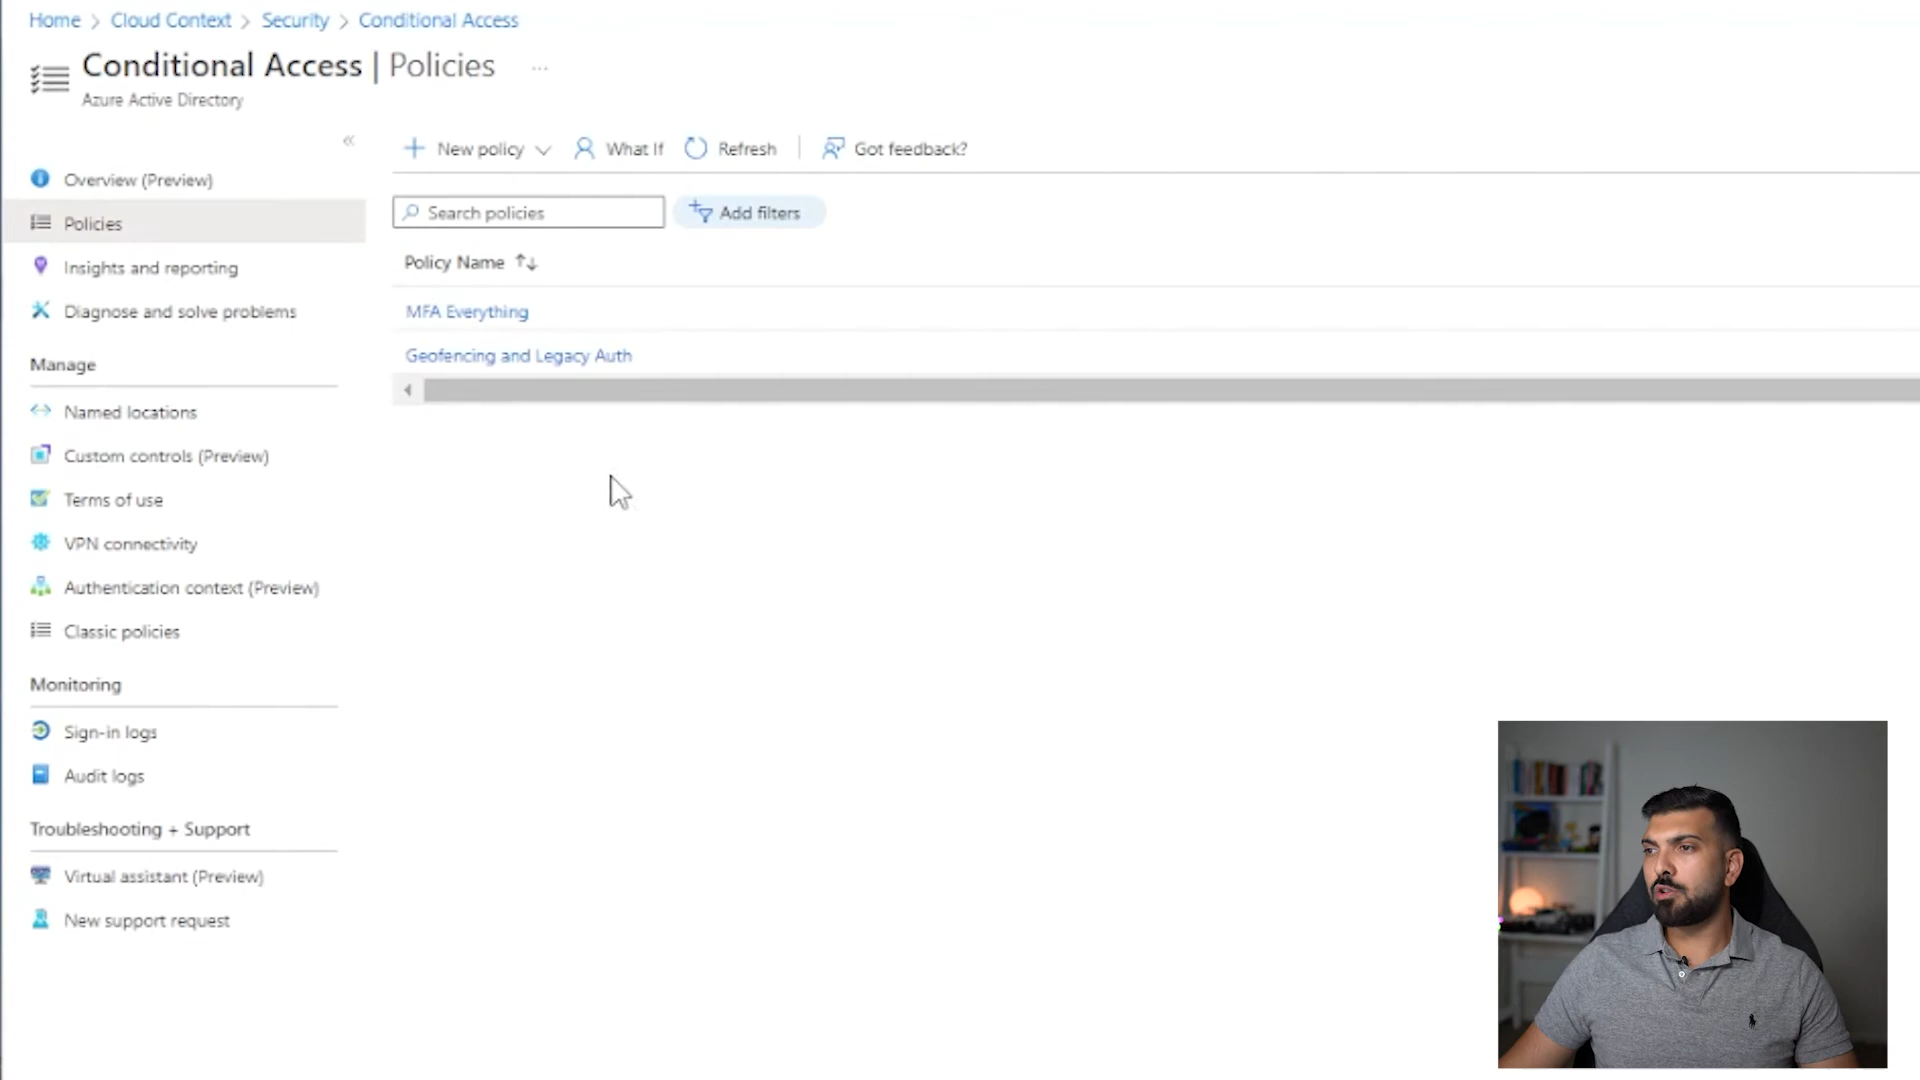 Home > Cloud Context > Security > Conditional Access
Conditional Access | Policies ...
Azure Active Directory
«
+ New policy What If Refresh | Got feedback?
Search policies Add filters
Policy Name ↑↓
MFA Everything
Geofencing and Legacy Auth
Overview (Preview)
Policies
Insights and reporting
Diagnose and solve problems
Manage
Named locations
Custom controls (Preview)
Terms of use
VPN connectivity
Authentication context (Preview)
Classic policies
Monitoring
Sign-in logs
Audit logs
Troubleshooting + Support
Virtual assistant (Preview)
New support request